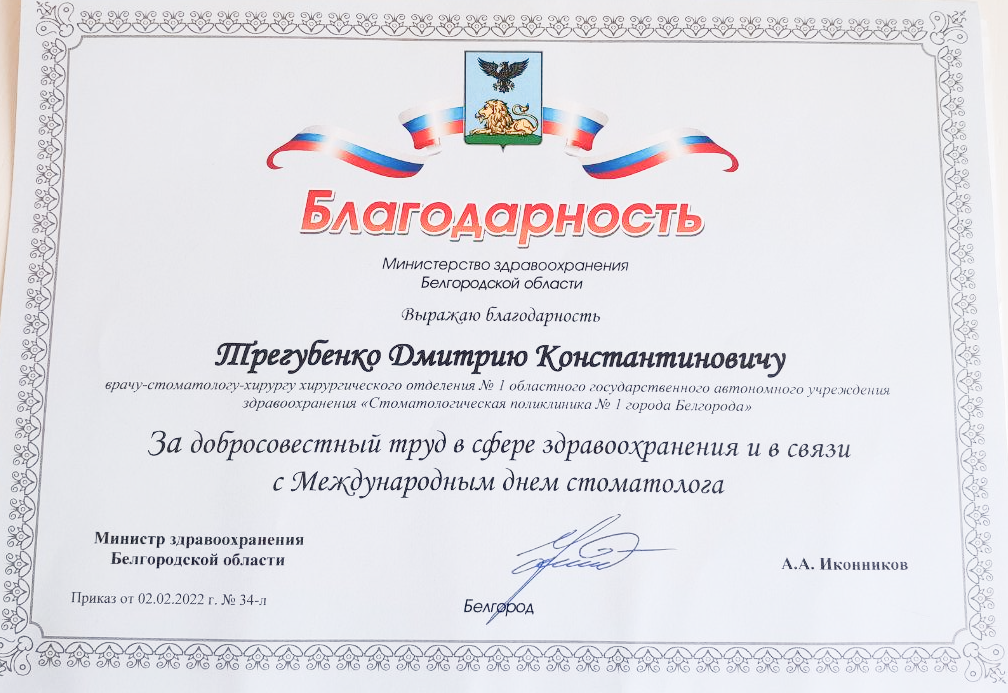 Благодарность
Министерство здравоохранения
Белгородской области
Выражаю благодарность
Трегубенко Дмитрию Константиновичу
врачу-стоматологу-хирургу хирургического отделения № 1 областного государственного автономного учреждения
здравоохранения «Стоматологическая поликлиника № 1 города Белгорода»
За добросовестный труд в сфере здравоохранения и в связи
с Международным днем стоматолога
Министр здравоохранения
Белгородской области
А.А. Иконников
Приказ от 02.02.2022 г. № 34-л
Белгород